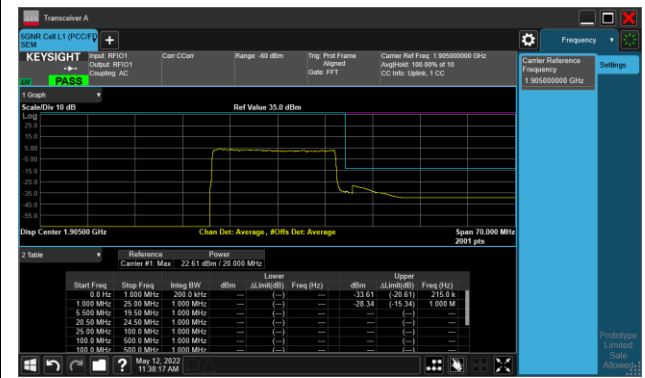 Transceiver A
5GNR Cell L1 (PCC/FD
SEM
+
Frequency
KEYSIGHT
Input: RFIO1
Output: RFIO1
Coupling: AC
Corr CCorr
Range: -60 dBm
Trig: Prot Frame
Aligned
Gate: FFT
Carrier Ref Freq: 1.905000000 GHz
Avg|Hold: 100.00% of 10
CC Info: Uplink, 1 CC
PASS
Carrier Reference
Frequency
1.905000000 GHz
Settings
1 Graph
Scale/Div 10 dB
Ref Value 35.0 dBm
Log
25.0
15.0
5.00
-5.00
-15.0
-25.0
-35.0
-45.0
-55.0
Disp Center 1.90500 GHz
Chan Det: Average , #Offs Det: Average
Span 70.000 MHz
2001 pts
2 Table
Reference Power
Carrier #1: Max 22.61 dBm / 20.000 MHz
Lower Upper
Start Freq Stop Freq Integ BW dBm ΔLimit(dB) Freq (Hz) dBm ΔLimit(dB) Freq (Hz)
0.0 Hz 1.000 MHz 200.0 kHz --- (---) --- -33.61 (-20.61) 215.0 k
1.000 MHz 25.00 MHz 1.000 MHz --- (---) --- -28.34 (-15.34) 1.000 M
5.500 MHz 19.50 MHz 1.000 MHz --- (---) --- --- (---) ---
20.50 MHz 24.50 MHz 1.000 MHz --- (---) --- --- (---) ---
25.00 MHz 100.0 MHz 1.000 MHz --- (---) --- --- (---) ---
100.0 MHz 500.0 MHz 1.000 MHz --- (---) --- --- (---) ---
100.0 MHz 500.0 MHz 1.000 MHz --- (---) --- --- (---) ---
Prototype
Limited
Sale
Allowed
?
May 12, 2022
11:38:17 AM